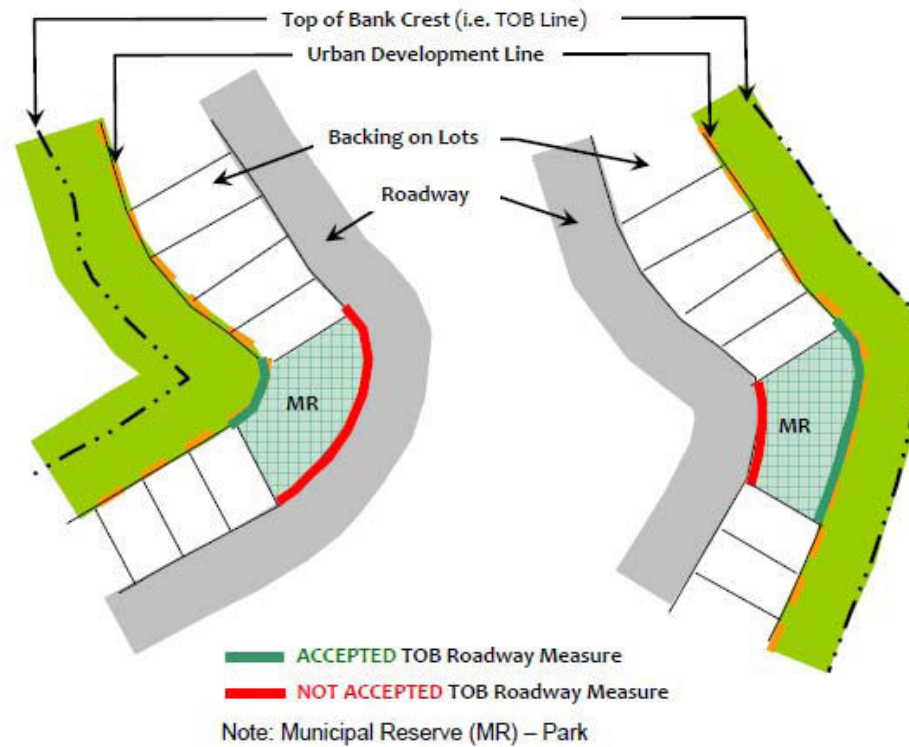 Top of Bank Crest (i.e. TOB Line)
Urban Development Line
Backing on Lots
Roadway
MR
MR
ACCEPTED TOB Roadway Measure
NOT ACCEPTED TOB Roadway Measure
Note: Municipal Reserve (MR) – Park